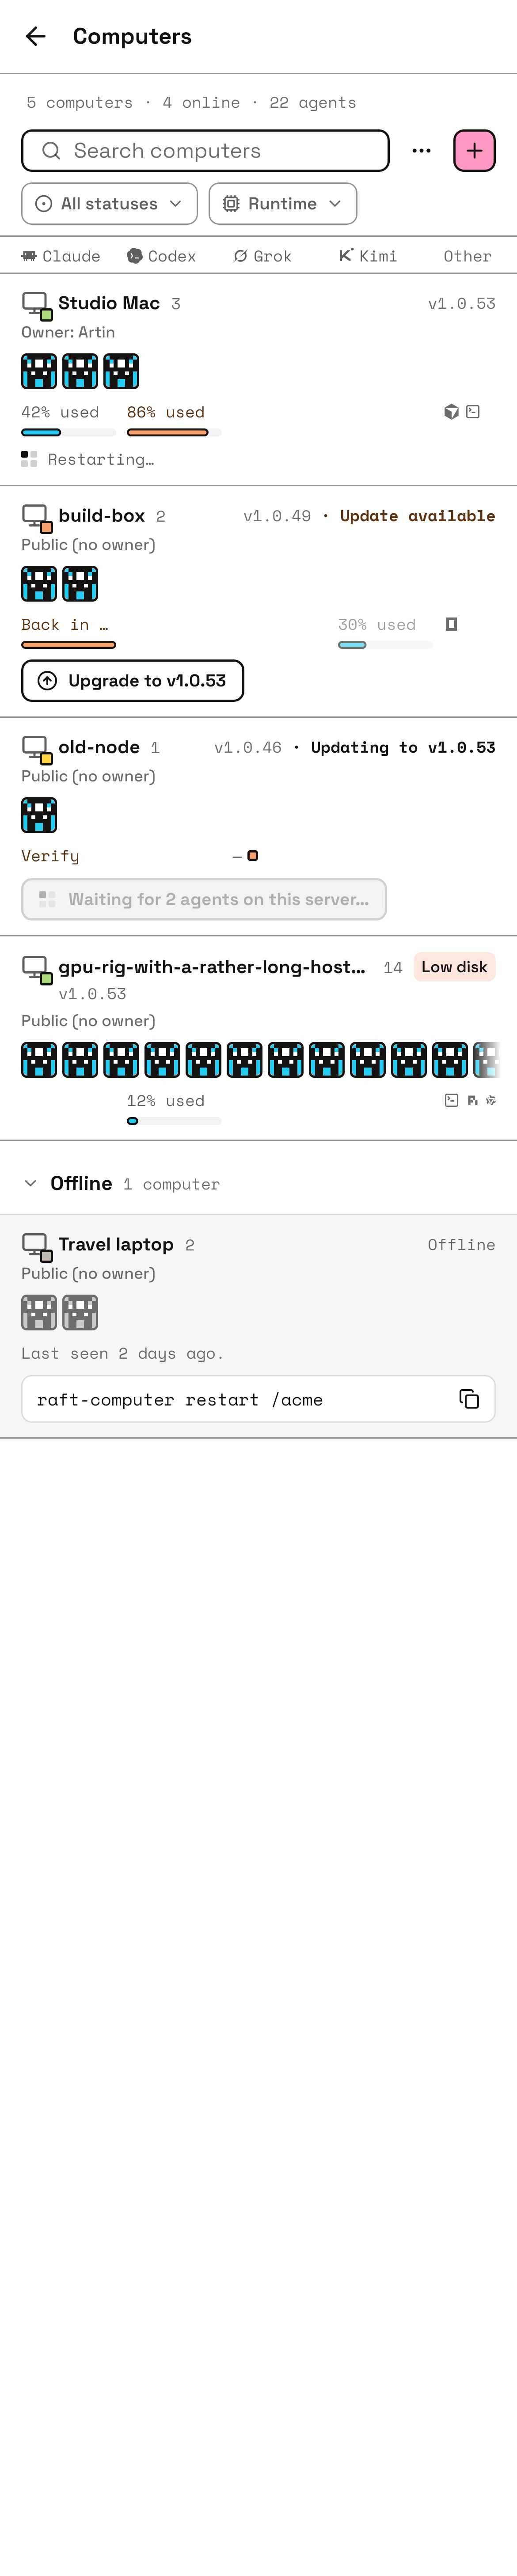 Computers
5 computers · 4 online · 22 agents
Search computers
All statuses
Runtime
Claude Codex Grok Kimi Other
Studio Mac 3 v1.0.53
Owner: Artin
42% used 86% used
Restarting…
build-box 2 v1.0.49 · Update available
Public (no owner)
Back in … 30% used
Upgrade to v1.0.53
old-node 1 v1.0.46 · Updating to v1.0.53
Public (no owner)
Verify –
Waiting for 2 agents on this server…
gpu-rig-with-a-rather-long-host… 14 Low disk
v1.0.53
Public (no owner)
12% used
Offline 1 computer
Travel laptop 2 Offline
Public (no owner)
Last seen 2 days ago.
raft-computer restart /acme